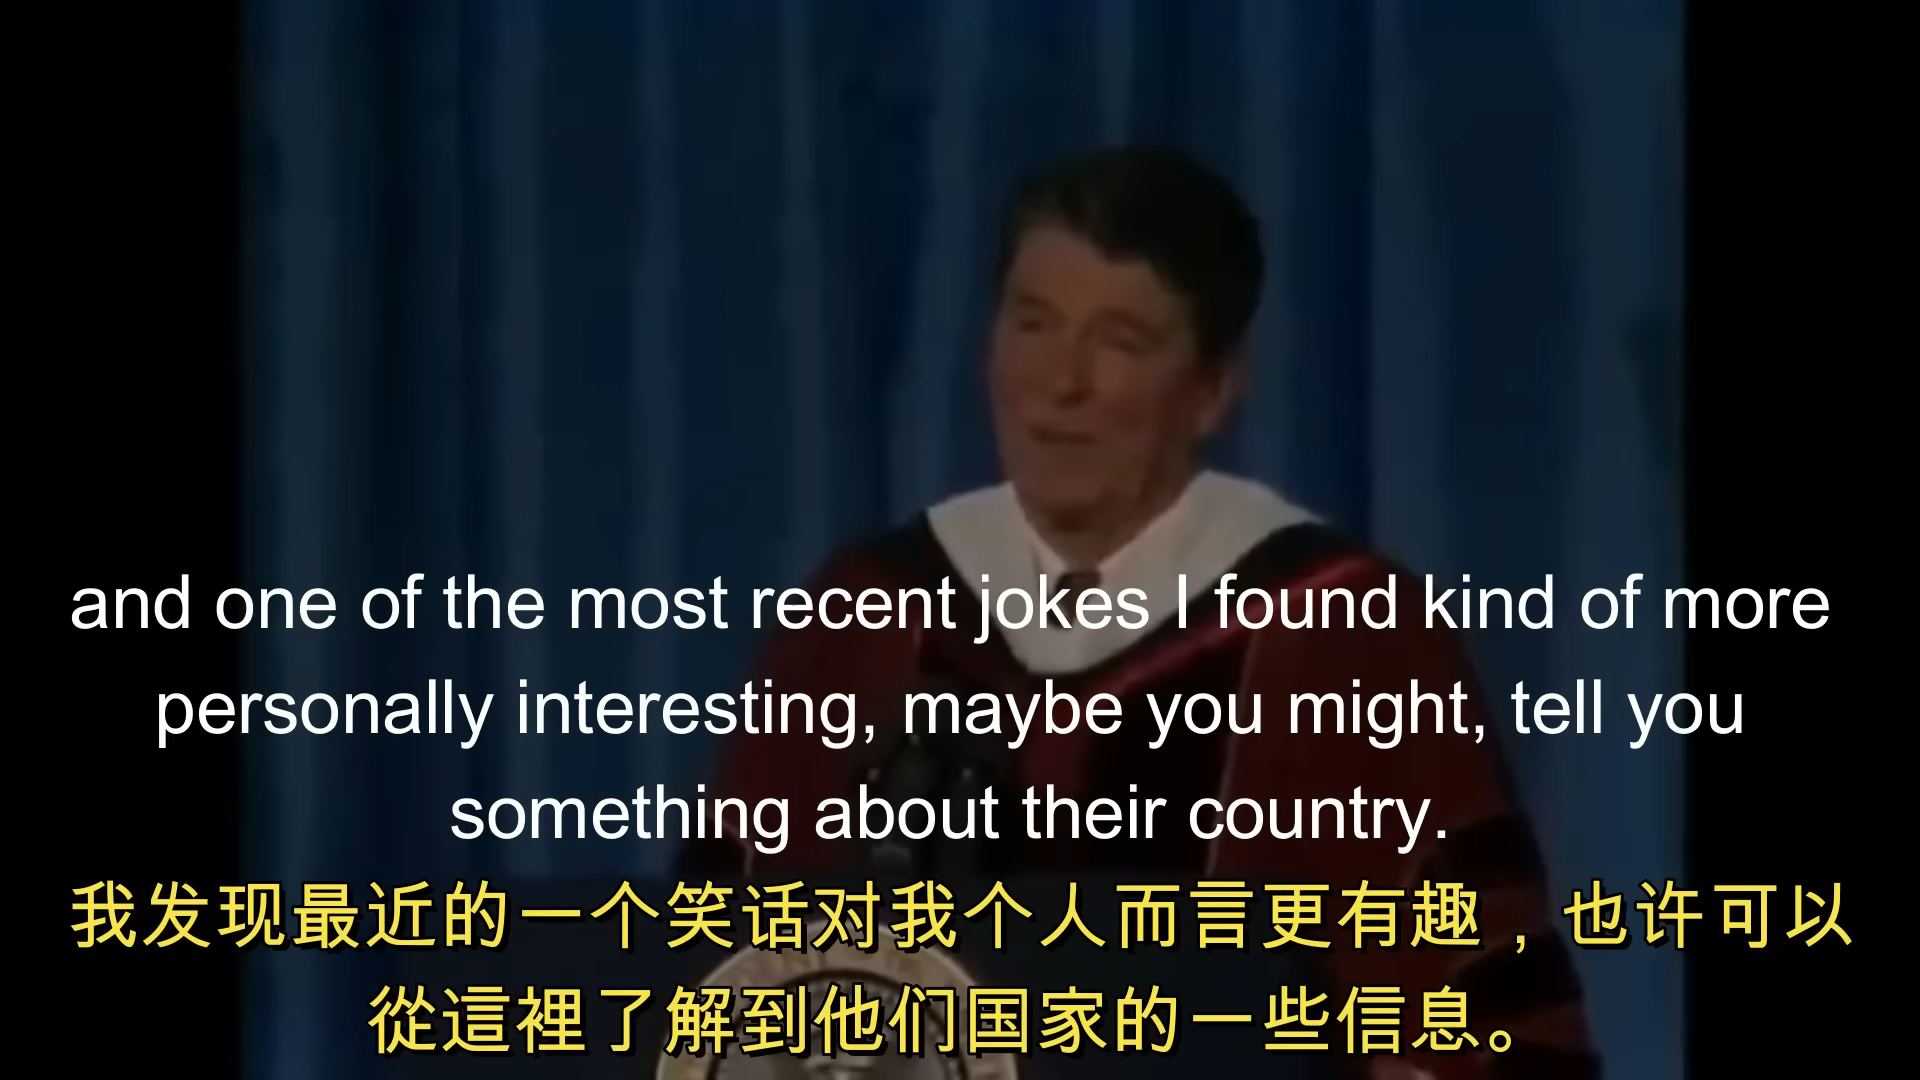 and one of the most recent jokes I found kind of more
personally interesting, maybe you might, tell you
something about their country.
我发现最近的一个笑话对我个人而言更有趣，也许可以
從這裡了解到他们国家的一些信息。